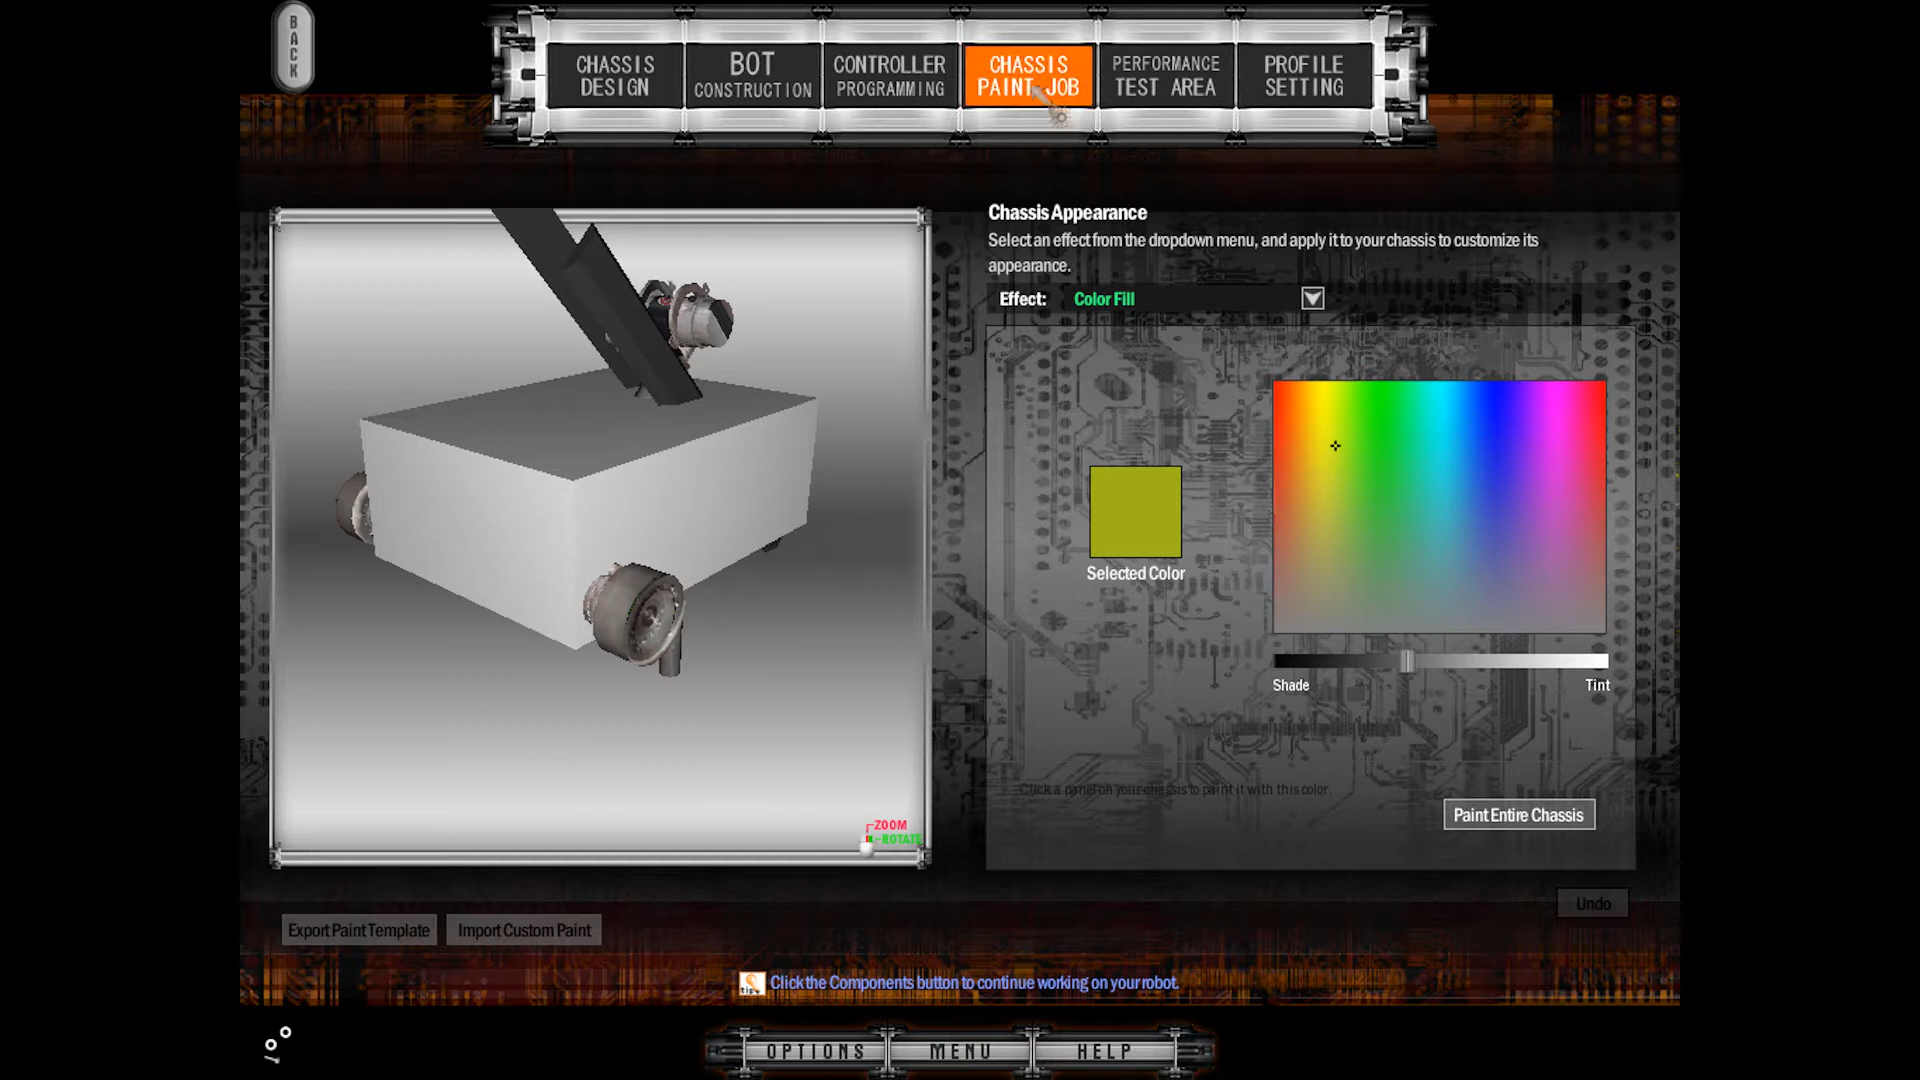 BACK
CHASSIS
DESIGN
BOT
CONSTRUCTION
CONTROLLER
PROGRAMMING
CHASSIS
PAINT JOB
PERFORMANCE
TEST AREA
PROFILE
SETTING
Chassis Appearance
Select an effect from the dropdown menu, and apply it to your chassis to customize its
appearance.
Effect: Color Fill
Selected Color
Shade Tint
Click a panel on your chassis to paint it with this color.
Paint Entire Chassis
ZOOM
ROTATE
Undo
Export Paint Template Import Custom Paint
tip Click the Components button to continue working on your robot.
OPTIONS MENU HELP